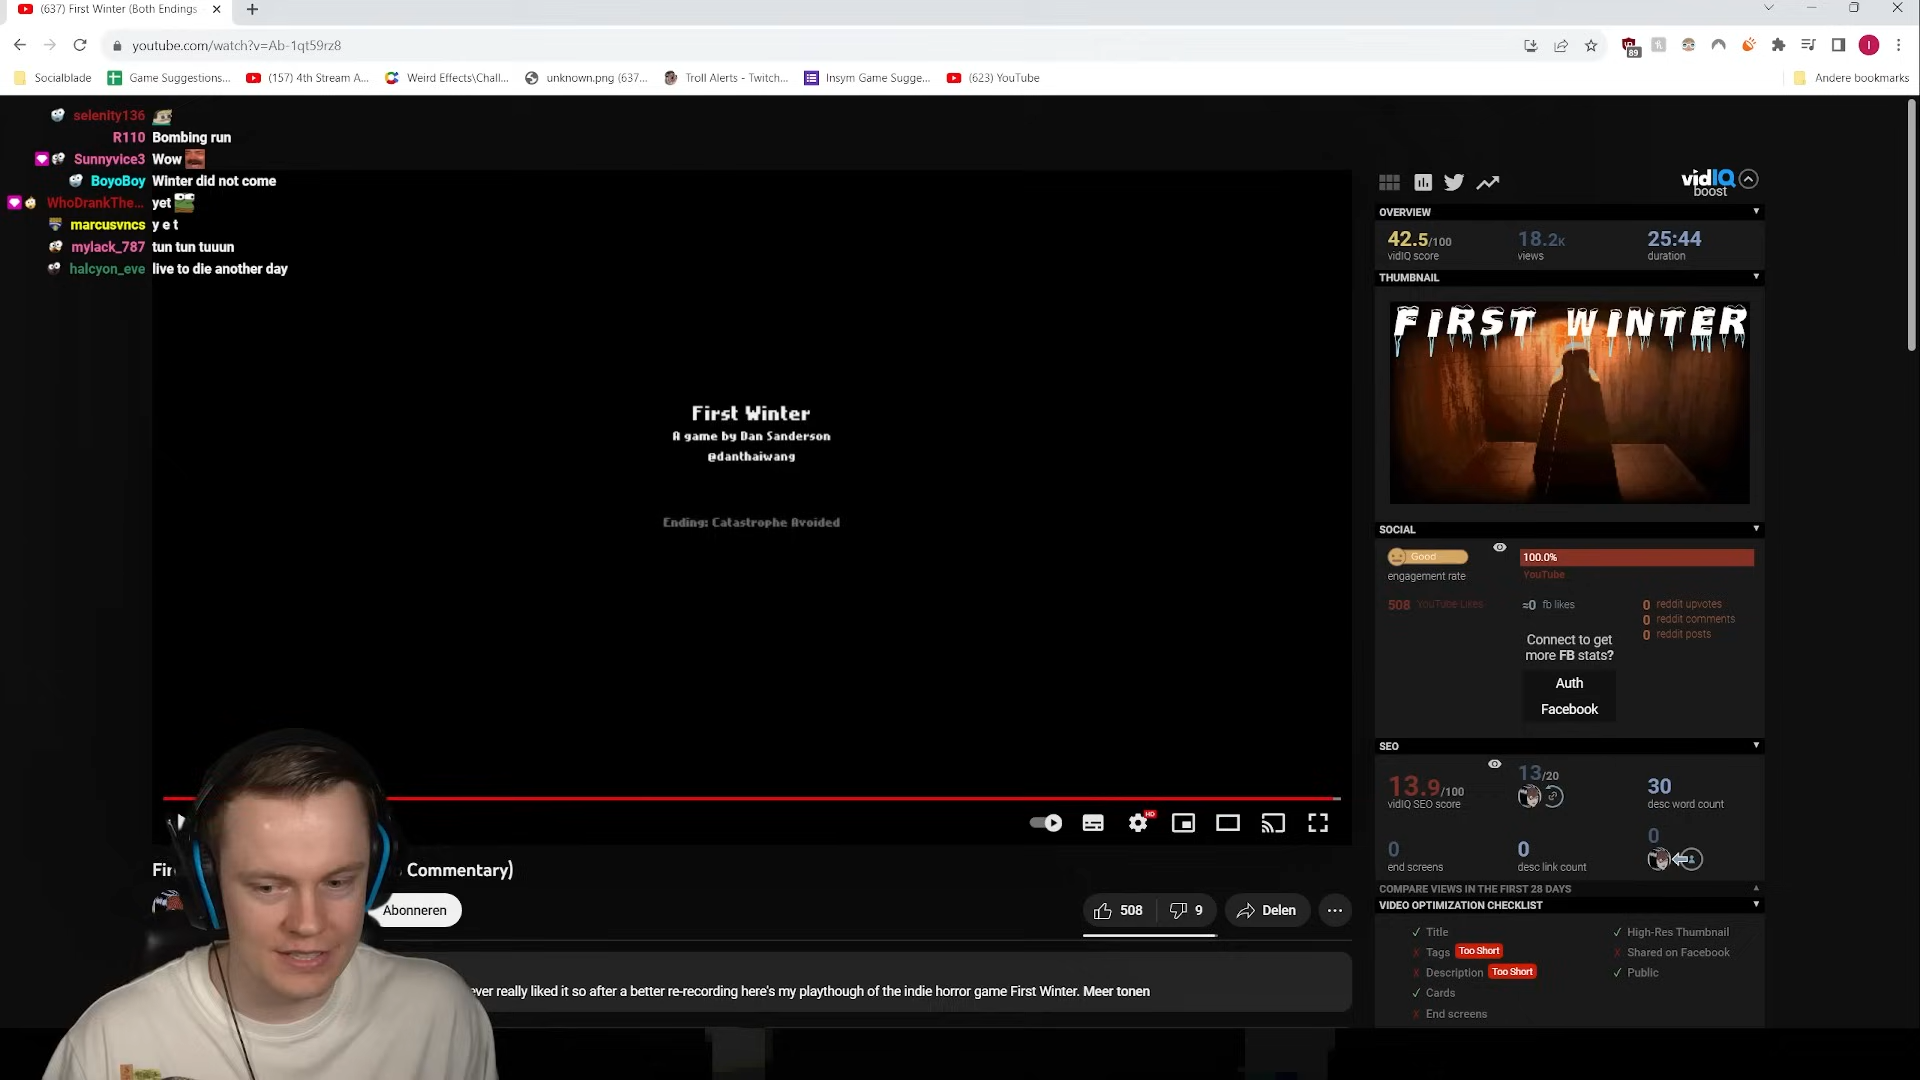 (637) First Winter (Both Endings
youtube.com/watch?v=Ab-1qt59rz8
89
I
Socialblade
Game Suggestions...
(157) 4th Stream A...
Weird Effects\Chall...
unknown.png (637...
Troll Alerts - Twitch...
Insym Game Sugge...
(623) YouTube
Andere bookmarks
selenity136
R110 Bombing run
Sunnyvice3 Wow
BoyoBoy Winter did not come
WhoDrankThe... yet
marcusvncs y e t
mylack_787 tun tun tuuun
halcyon_eve live to die another day
First Winter
A game by Dan Sanderson
@danthaiwang
Ending: Catastrophe Avoided
HD
Commentary)
Abonneren
508
9
Delen
ever really liked it so after a better re-recording here's my playthough of the indie horror game First Winter. Meer tonen
vidIQ
boost
OVERVIEW
42.5/100 18.2K 25:44
vidIQ score views duration
THUMBNAIL
FIRST WINTER
SOCIAL
Good 100.0%
engagement rate YouTube
508 YouTube Likes ≈0 fb likes 0 reddit upvotes
0 reddit comments
0 reddit posts
Connect to get
more FB stats?
Auth
Facebook
SEO
13.9/100 13/20 30
vidIQ SEO score desc word count
0 0 0
end screens desc link count
COMPARE VIEWS IN THE FIRST 28 DAYS
VIDEO OPTIMIZATION CHECKLIST
✓ Title ✓ High-Res Thumbnail
x Tags Too Short x Shared on Facebook
x Description Too Short ✓ Public
✓ Cards
x End screens